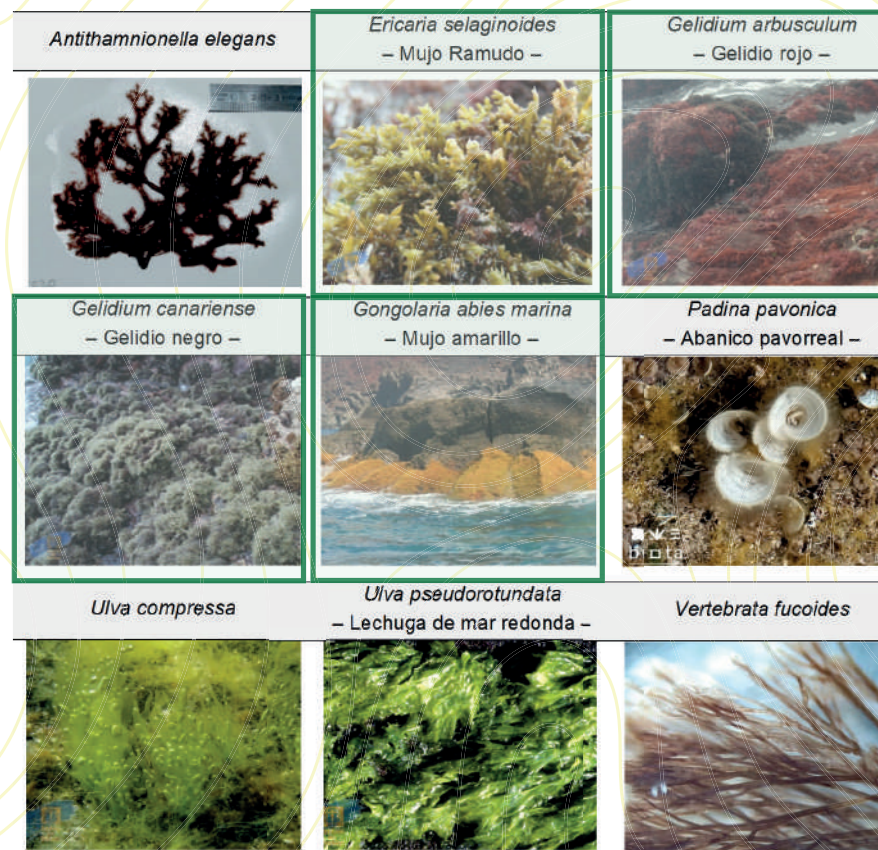 Antithamnionella elegans
Ericaria selaginoides
– Mujo Ramudo –
Gelidium arbusculum
– Gelidio rojo –
Gelidium canariense
– Gelidio negro –
Gongolaria abies marina
– Mujo amarillo –
Padina pavonica
– Abanico pavorreal –
biota
Ulva compressa
Ulva pseudorotundata
– Lechuga de mar redonda –
Vertebrata fucoides